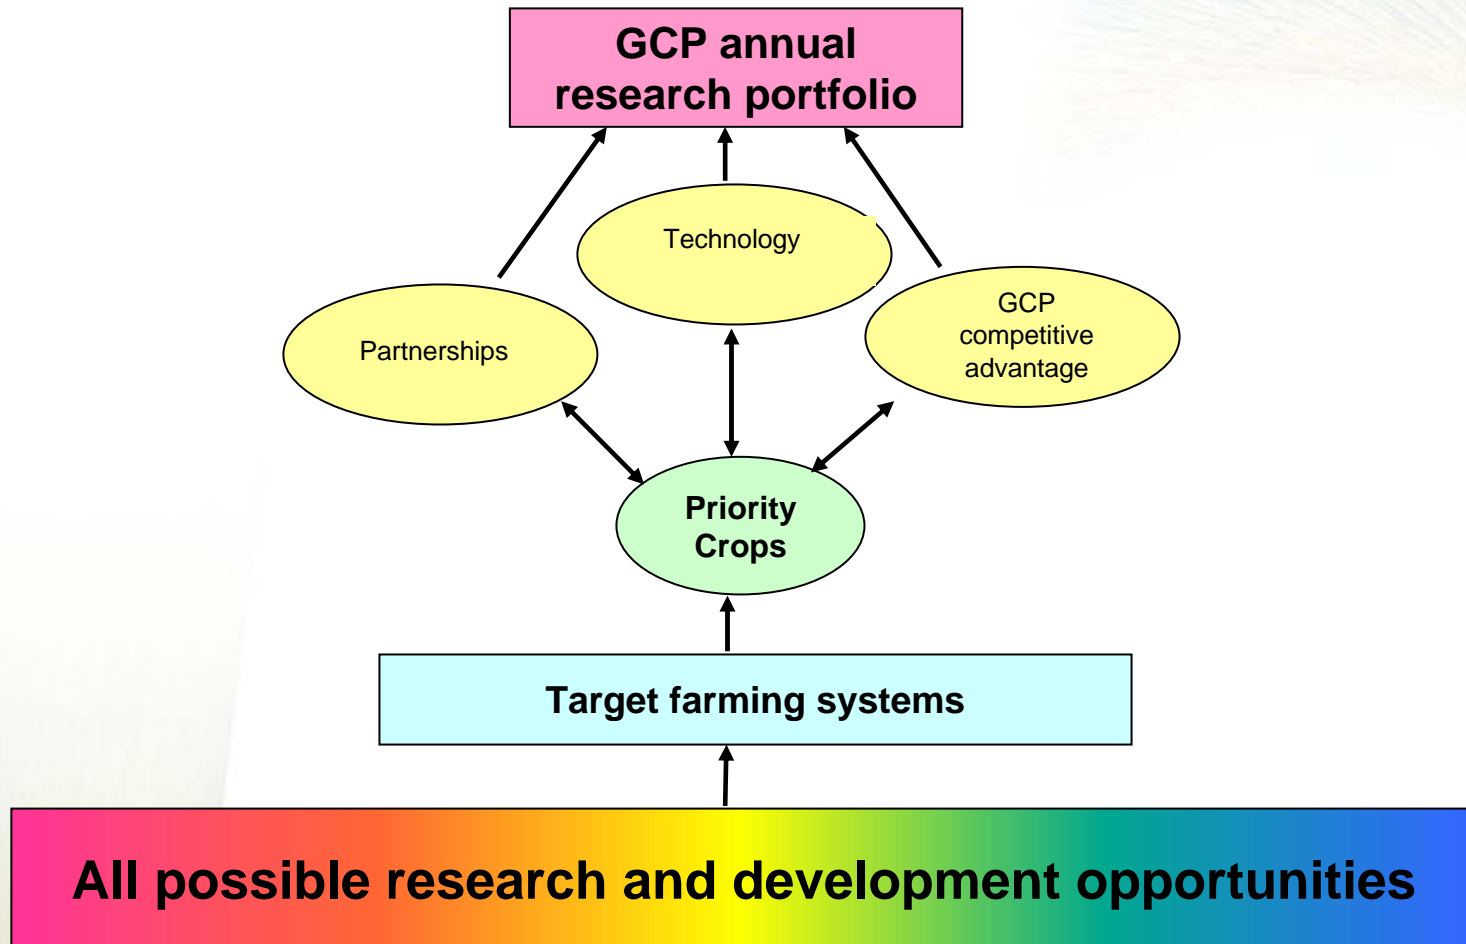 GCP annual
research portfolio
Technology
Partnerships
GCP
competitive
advantage
Priority
Crops
Target farming systems
All possible research and development opportunities